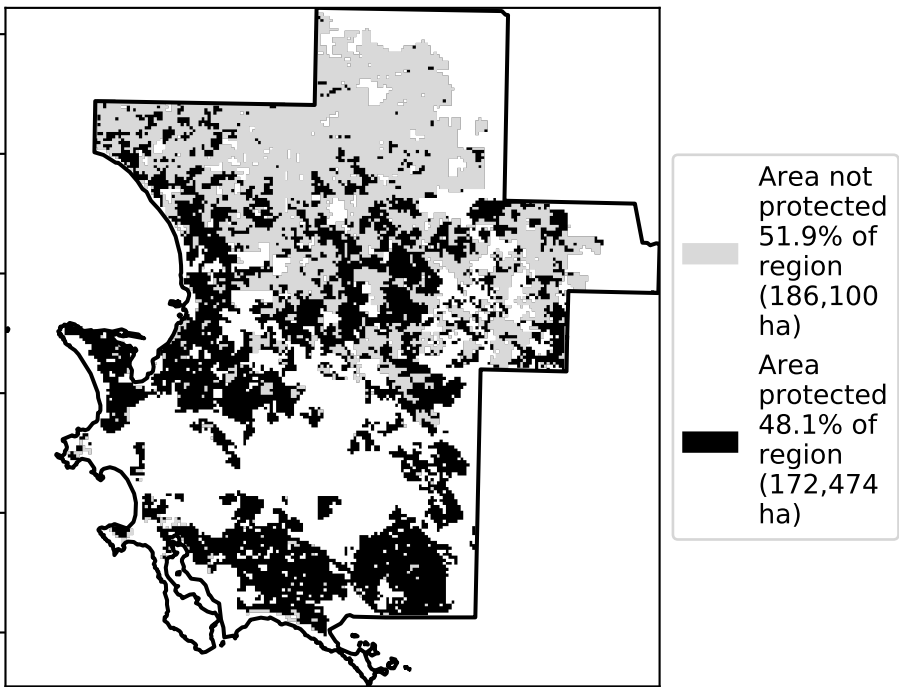 Area not
protected
51.9% of
region
(186,100
ha)
Area
protected
48.1% of
region
(172,474
ha)